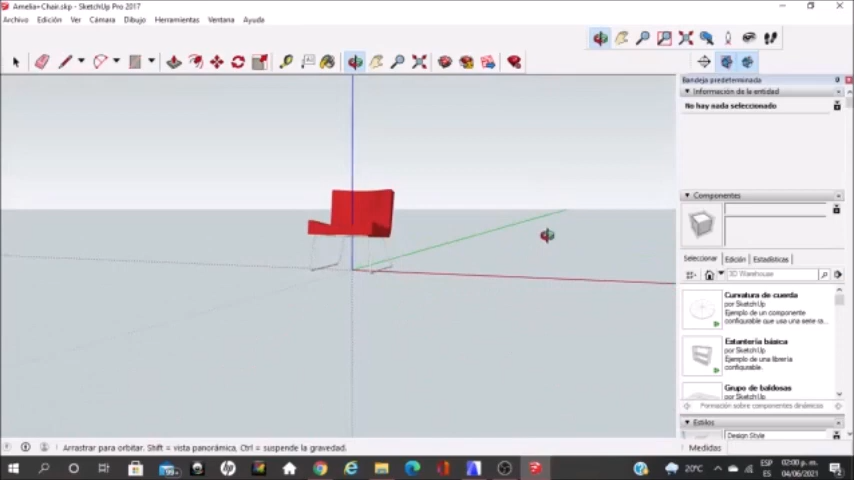 Amelia+Chair.skp - SketchUp Pro 2017
Archivo Edición Ver Cámara Dibujo Herramientas Ventana Ayuda
Bandeja predeterminada
Información de la entidad
No hay nada seleccionado
Componentes
Seleccionar Edición Estadísticas
3D Warehouse
Curvatura de cuerda
por SketchUp
Ejemplo de un componente
configurable que usa una serie ra...
Estantería básica
por SketchUp
Ejemplo de una librería
configurable.
Grupo de baldosas
por SketchUp
Formación sobre componentes dinámicos
Estilos
Design Style
Arrastrar para orbitar. Shift = vista panorámica, Ctrl = suspende la gravedad.
Medidas
99+
20°C
ESP
ES
02:00 p. m.
04/06/2021